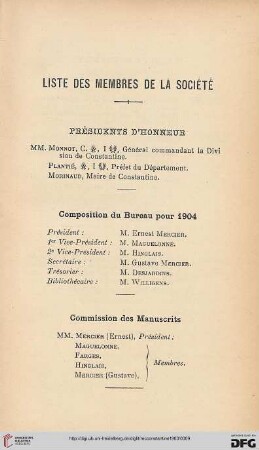 LISTE DES MEMBRES DE LA SOCIÉTÉ
PRÉSIDENTS D'HONNEUR
MM. MONNOT, C. I Général commandant la Divi
sion de Constantine.
PLANTIÉ, I Préfet du Département.
MORINAUD, Maire de Constantine.
Composition du Bureau pour 1904
Président : M. Ernest MERCIER.
1er Vice-Président : M. MAGUELONNE.
2e Vice-Président : M. HINGLAIS.
Secrétaire : M. Gustave MERCIER.
Trésorier : M. DESJARDINS.
Bibliothécaire : M. WILLIGENS.
Commission des Manuscrits
MM. MERCIER (Ernest), Président ;
MAGUELONNE,
FARGES,
HINGLAIS,
MERCIER (Gustave),
Membres.
DFG